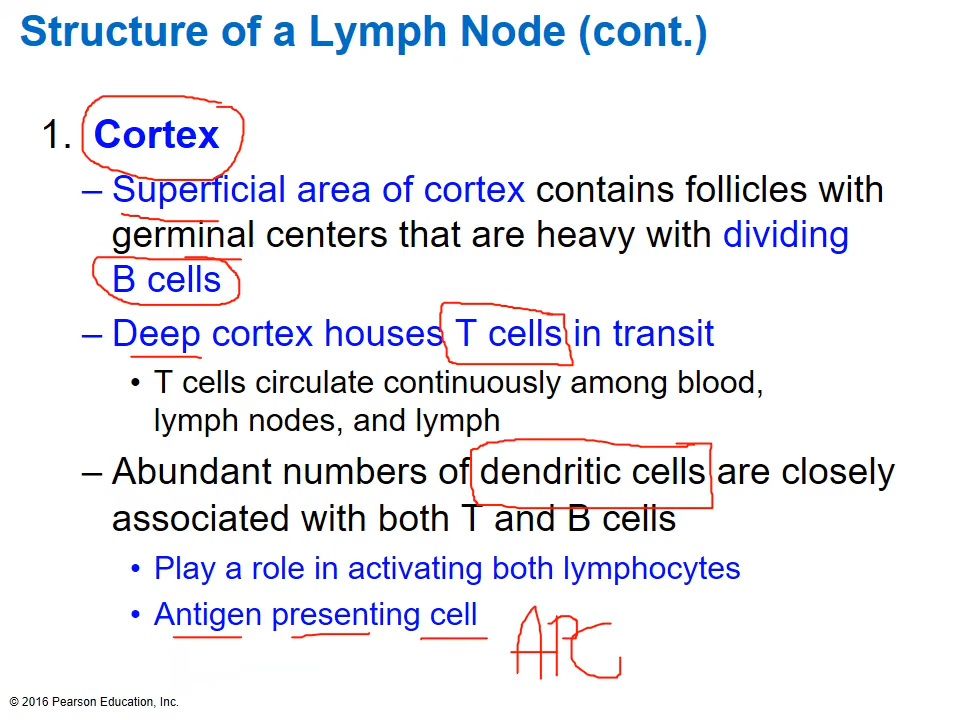 Structure of a Lymph Node (cont.)
1. Cortex
– Superficial area of cortex contains follicles with
germinal centers that are heavy with dividing
B cells
– Deep cortex houses T cells in transit
• T cells circulate continuously among blood,
lymph nodes, and lymph
– Abundant numbers of dendritic cells are closely
associated with both T and B cells
• Play a role in activating both lymphocytes
• Antigen presenting cell
APC
© 2016 Pearson Education, Inc.